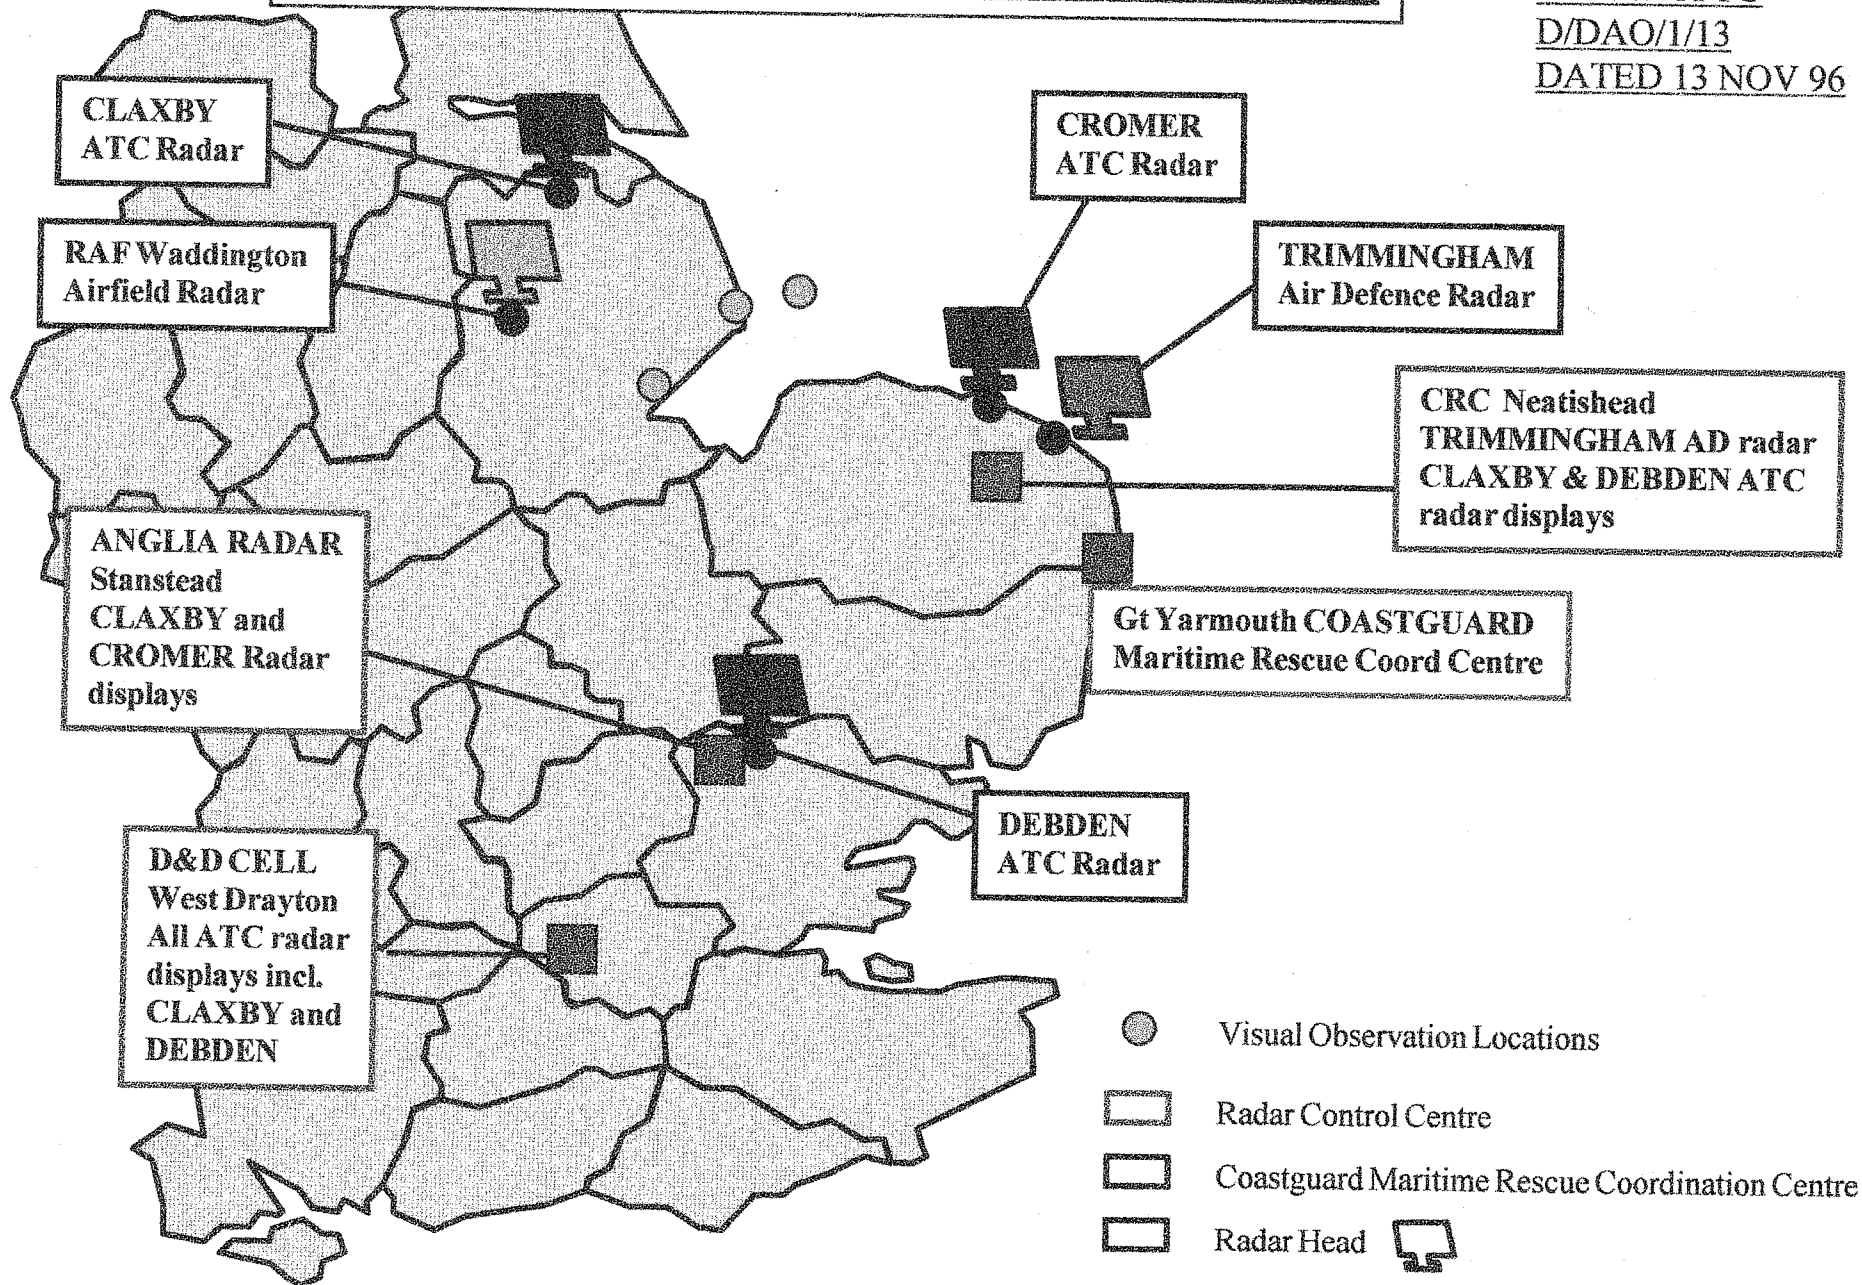 D/DAO/1/13
DATED 13 NOV 96
CLAXBY
ATC Radar
CROMER
ATC Radar
RAF Waddington
Airfield Radar
TRIMMINGHAM
Air Defence Radar
CRC Neatishead
TRIMMINGHAM AD radar
CLAXBY & DEBDEN ATC
radar displays
ANGLIA RADAR
Stanstead
CLAXBY and
CROMER Radar
displays
Gt Yarmouth COASTGUARD
Maritime Rescue Coord Centre
DEBDEN
ATC Radar
D&D CELL
West Drayton
All ATC radar
displays incl.
CLAXBY and
DEBDEN
Visual Observation Locations
Radar Control Centre
Coastguard Maritime Rescue Coordination Centre
Radar Head